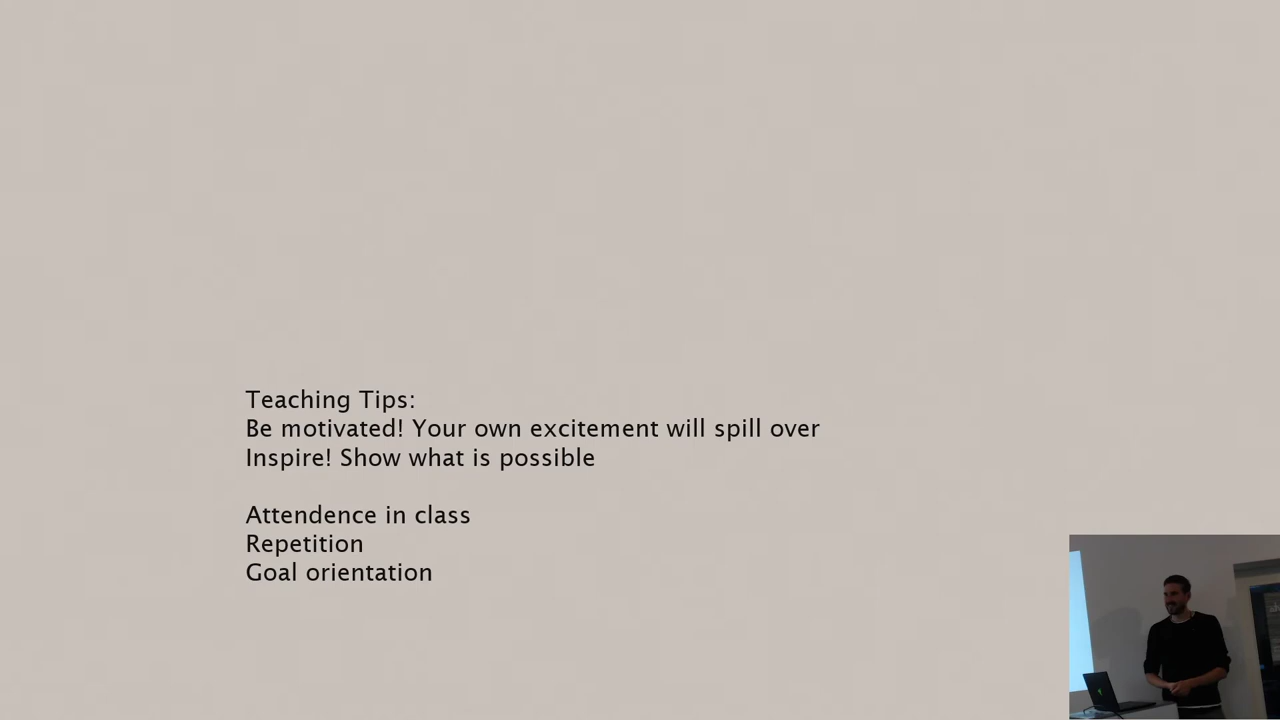 Teaching Tips:
Be motivated! Your own excitement will spill over
Inspire! Show what is possible
Attendence in class
Repetition
Goal orientation